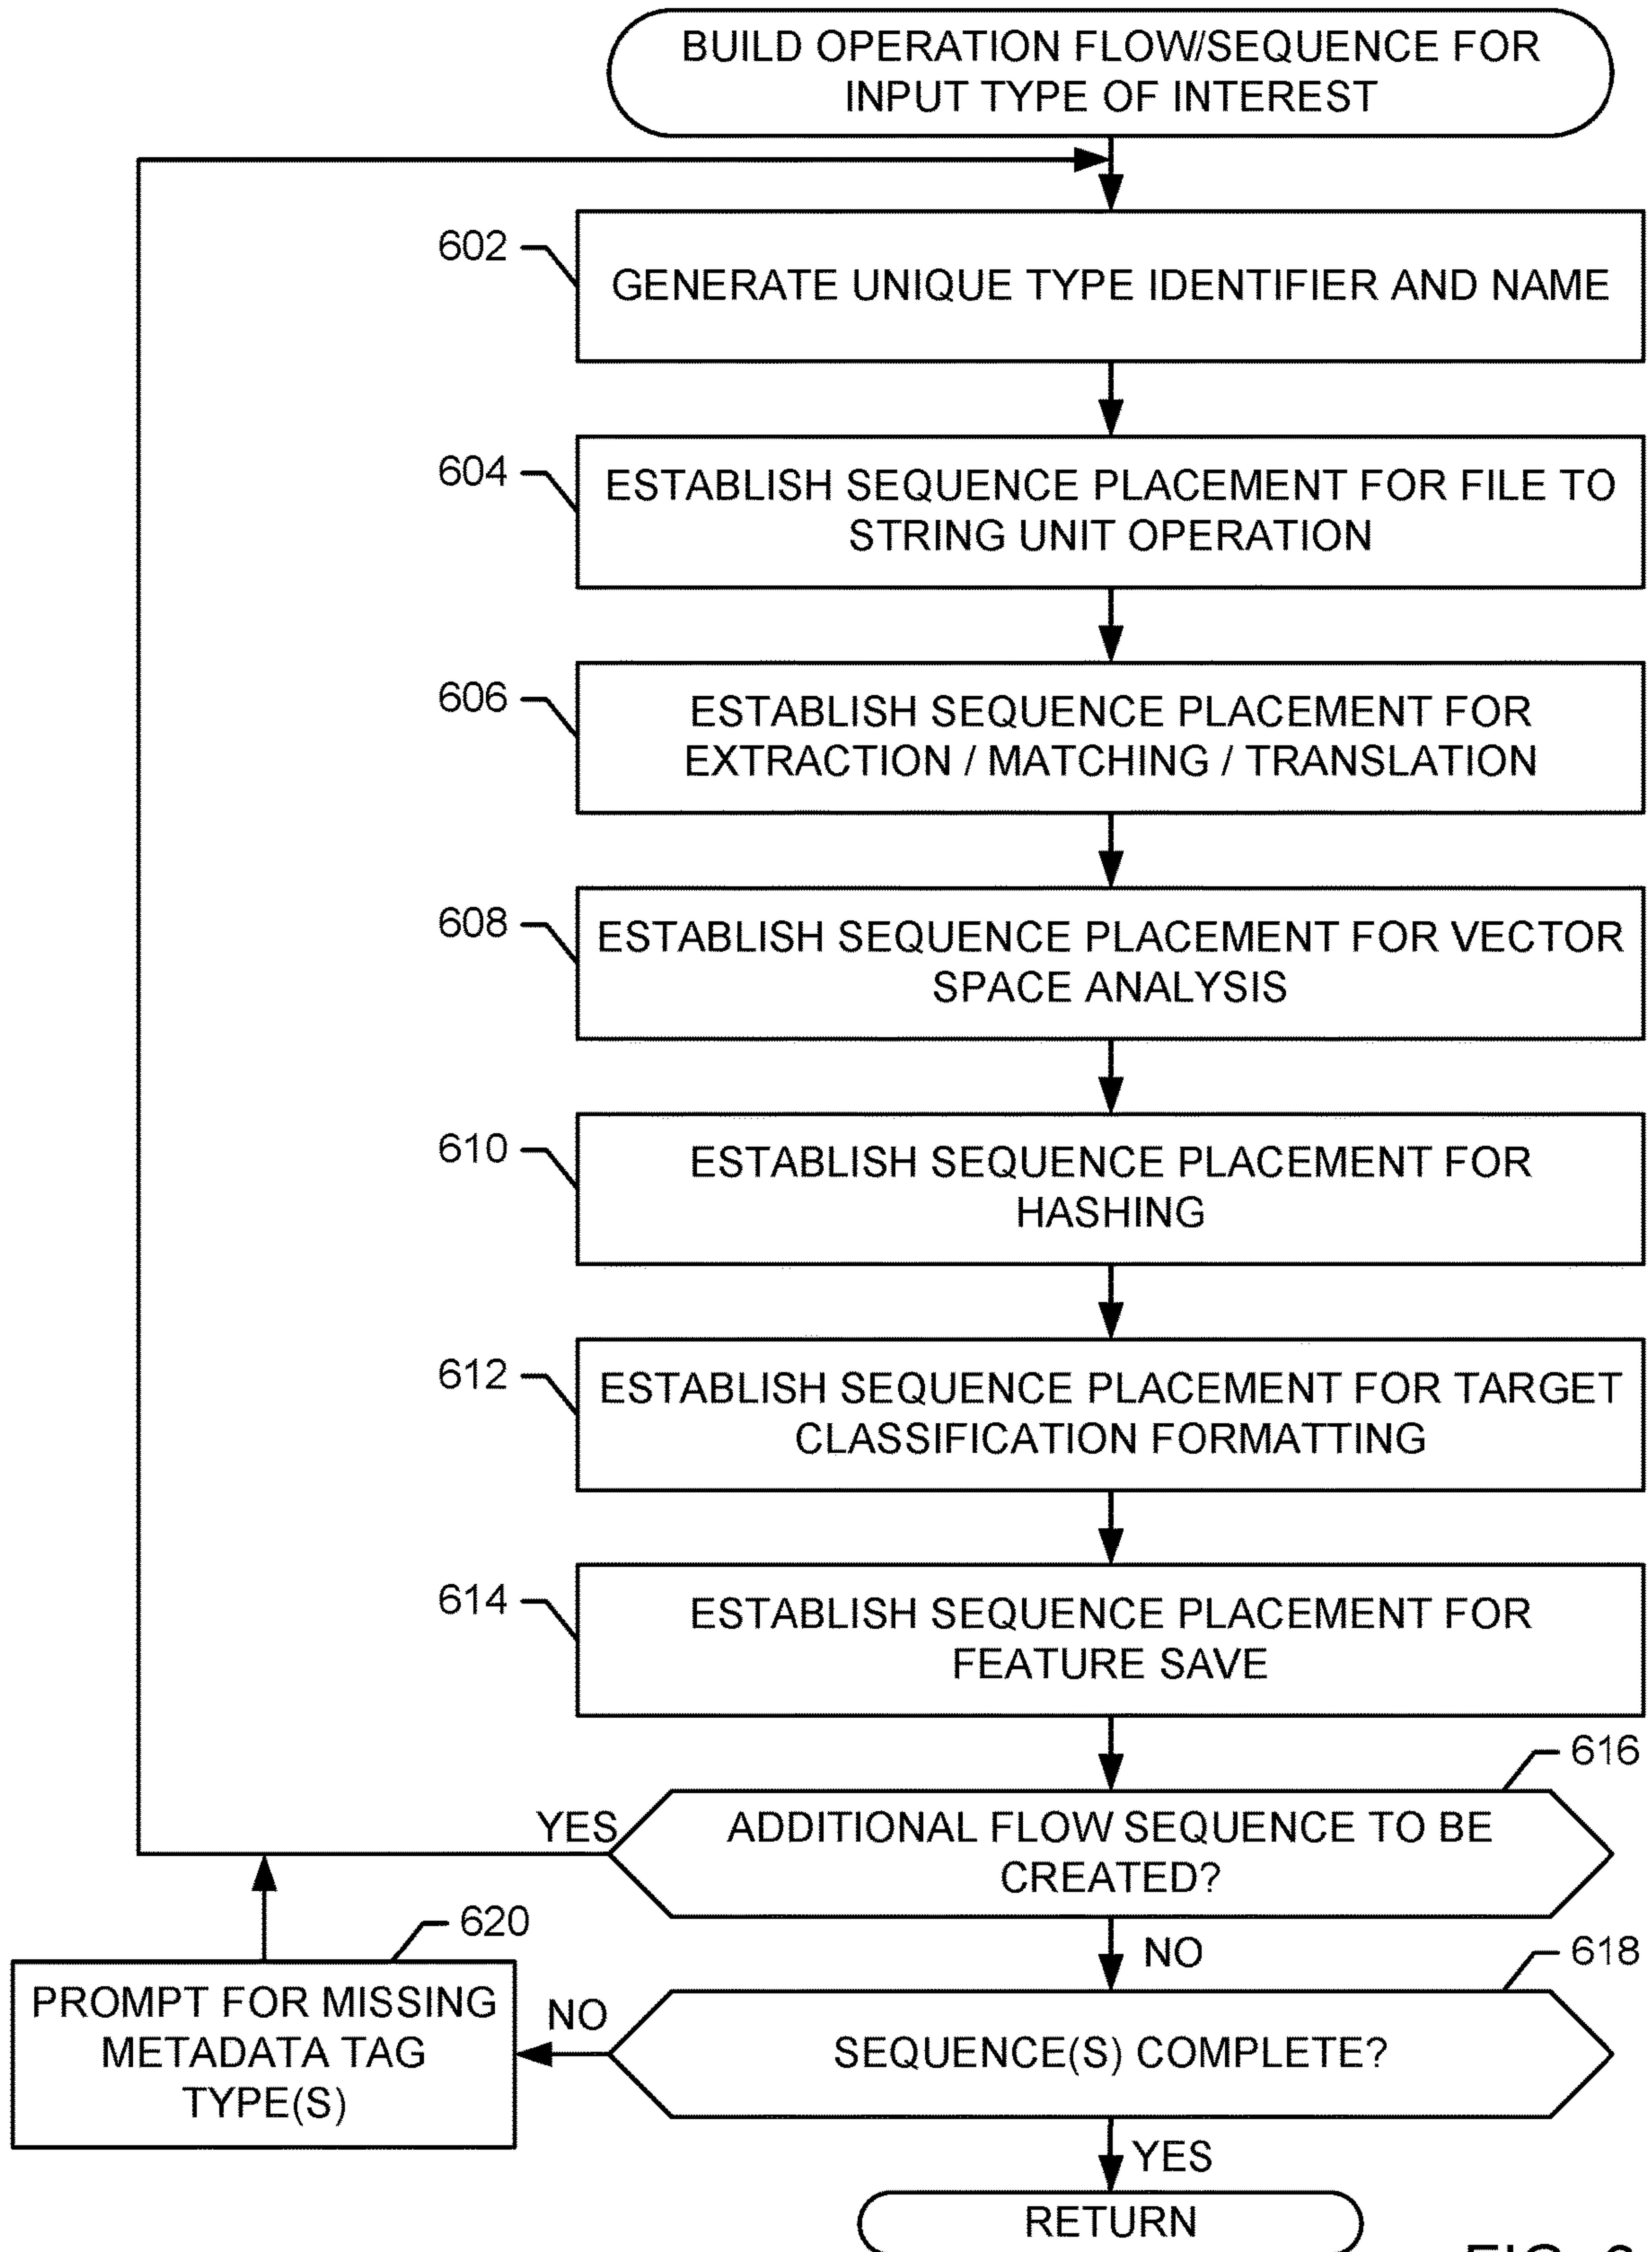 BUILD OPERATION FLOW/SEQUENCE FOR
INPUT TYPE OF INTEREST
602
GENERATE UNIQUE TYPE IDENTIFIER AND NAME
604
ESTABLISH SEQUENCE PLACEMENT FOR FILE TO
STRING UNIT OPERATION
606
ESTABLISH SEQUENCE PLACEMENT FOR
EXTRACTION / MATCHING / TRANSLATION
608
ESTABLISH SEQUENCE PLACEMENT FOR VECTOR
SPACE ANALYSIS
610
ESTABLISH SEQUENCE PLACEMENT FOR
HASHING
612
ESTABLISH SEQUENCE PLACEMENT FOR TARGET
CLASSIFICATION FORMATTING
614
ESTABLISH SEQUENCE PLACEMENT FOR
FEATURE SAVE
616
YES
ADDITIONAL FLOW SEQUENCE TO BE
CREATED?
620
NO
618
PROMPT FOR MISSING
METADATA TAG
TYPE(S)
NO
SEQUENCE(S) COMPLETE?
YES
RETURN